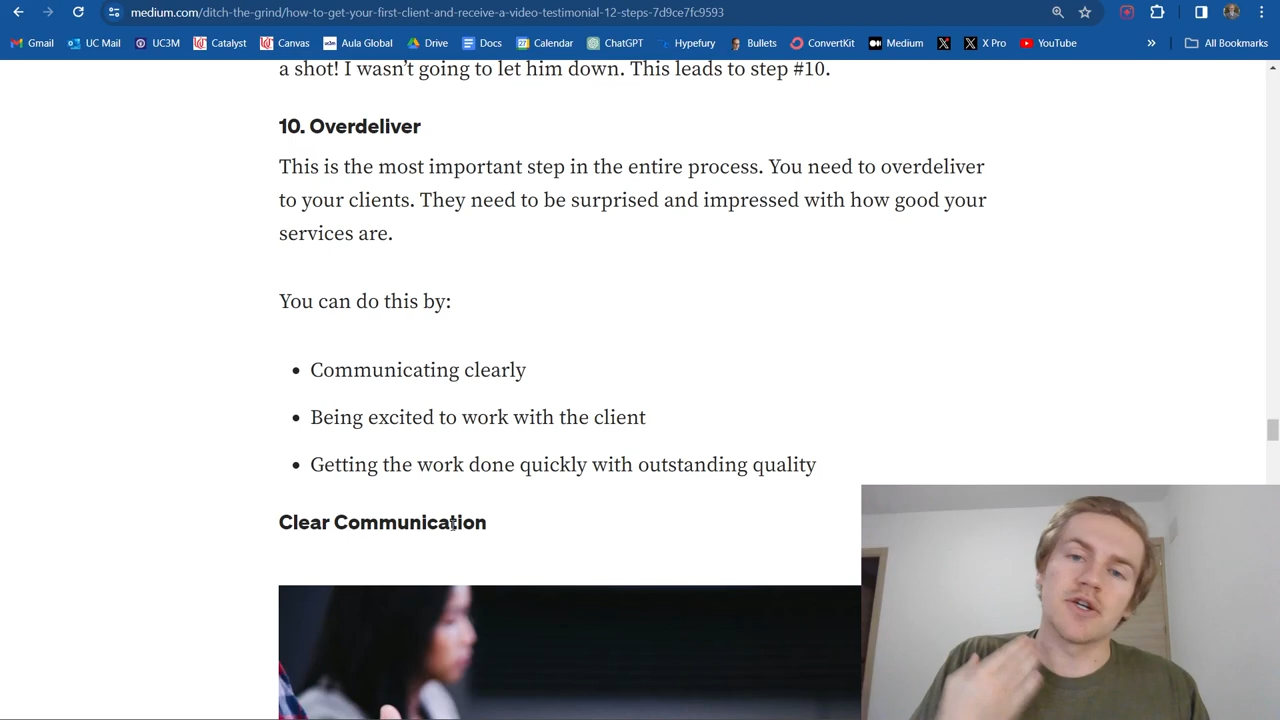 medium.com/ditch-the-grind/how-to-get-your-first-client-and-receive-a-video-testimonial-12-steps-7d9ce7fc9593
Gmail UC Mail UC3M Catalyst Canvas Aula Global Drive Docs Calendar ChatGPT Hypefury Bullets ConvertKit Medium X X Pro YouTube » All Bookmarks
a shot! I wasn’t going to let him down. This leads to step #10.
10. Overdeliver
This is the most important step in the entire process. You need to overdeliver
to your clients. They need to be surprised and impressed with how good your
services are.
You can do this by:
• Communicating clearly
• Being excited to work with the client
• Getting the work done quickly with outstanding quality
Clear Communication